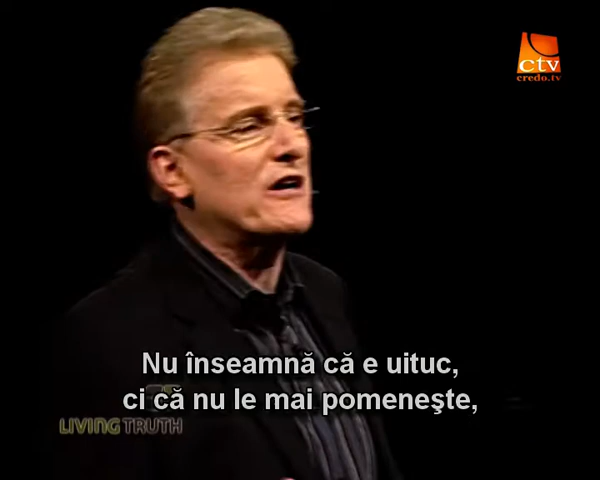 ctv
credo.tv
Nu înseamnă că e uituc,
ci că nu le mai pomeneşte,
LIVING TRUTH